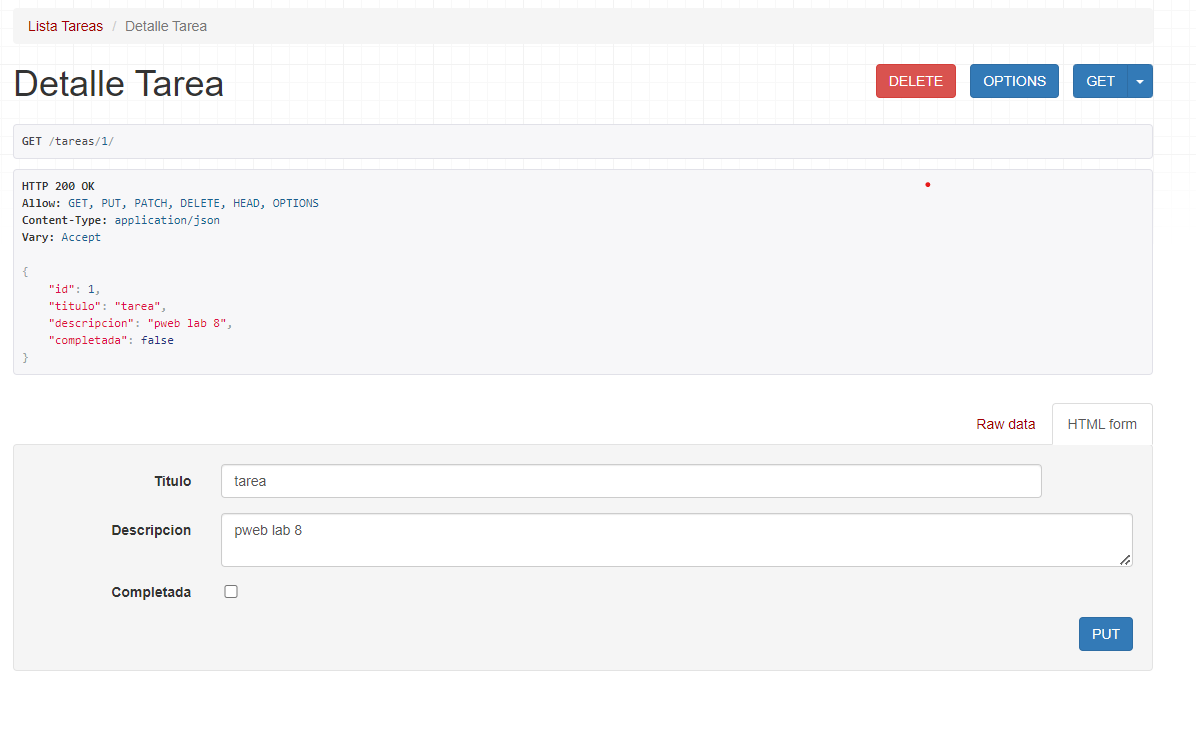 Lista Tareas / Detalle Tarea
Detalle Tarea
DELETE
OPTIONS
GET
GET /tareas/1/
HTTP 200 OK
Allow: GET, PUT, PATCH, DELETE, HEAD, OPTIONS
Content-Type: application/json
Vary: Accept
{
    "id": 1,
    "titulo": "tarea",
    "descripcion": "pweb lab 8",
    "completada": false
}
Raw data
HTML form
Titulo
tarea
Descripcion
pweb lab 8
Completada
PUT